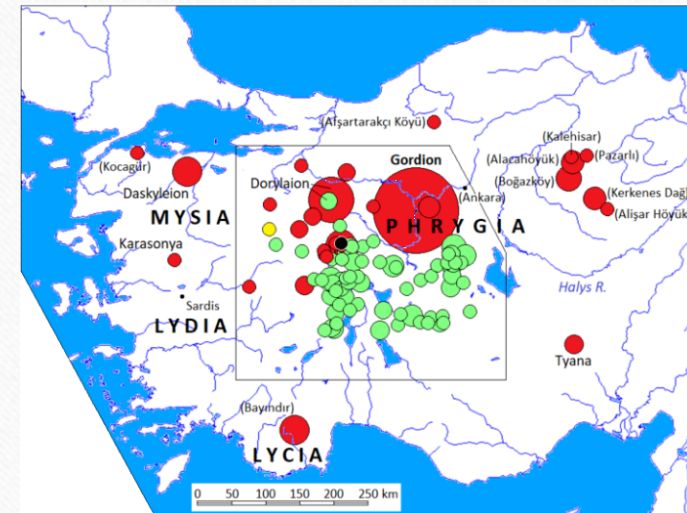 (Afşartarakçı Köyü)
(Kalehisar)
(Kocagür)
Gordion
(Alacahöyük)
(Pazarlı)
Daskyleion
Dorylaion
(Ankara)
(Boğazköy)
(Kerkenes Dağ)
MYSIA
PHRYGIA
(Alişar Höyük)
Karasonya
Halys R.
Sardis
LYDIA
Tyana
(Bayındır)
LYCIA
0 50 100 150 200 250 km